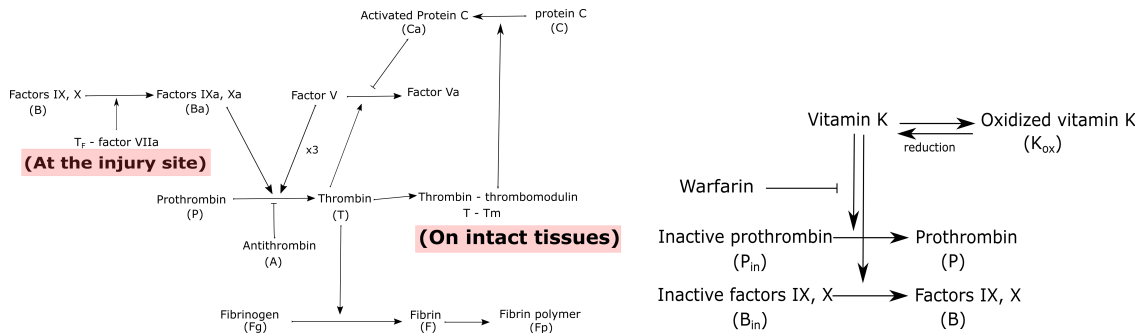 Activated Protein C
(Ca)
protein C
(C)
Factors IX, X
(B)
Factors IXa, Xa
(Ba)
Factor V
Factor Va
T_F - factor VIIa
(At the injury site)
x3
Prothrombin
(P)
Thrombin
(T)
Thrombin - thrombomodulin
T - Tm
(On intact tissues)
Antithrombin
(A)
Fibrinogen
(Fg)
Fibrin
(F)
Fibrin polymer
(Fp)
Vitamin K
Oxidized vitamin K
(K_ox)
reduction
Warfarin
Inactive prothrombin
(P_in)
Prothrombin
(P)
Inactive factors IX, X
(B_in)
Factors IX, X
(B)